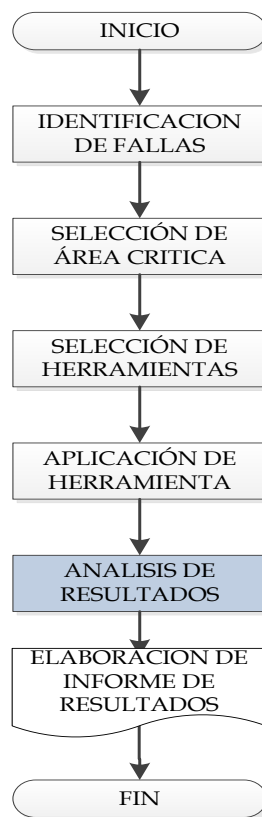 INICIO
IDENTIFICACION
DE FALLAS
SELECCIÓN DE
ÁREA CRITICA
SELECCIÓN DE
HERRAMIENTAS
APLICACIÓN DE
HERRAMIENTA
ANALISIS DE
RESULTADOS
ELABORACION DE
INFORME DE
RESULTADOS
FIN